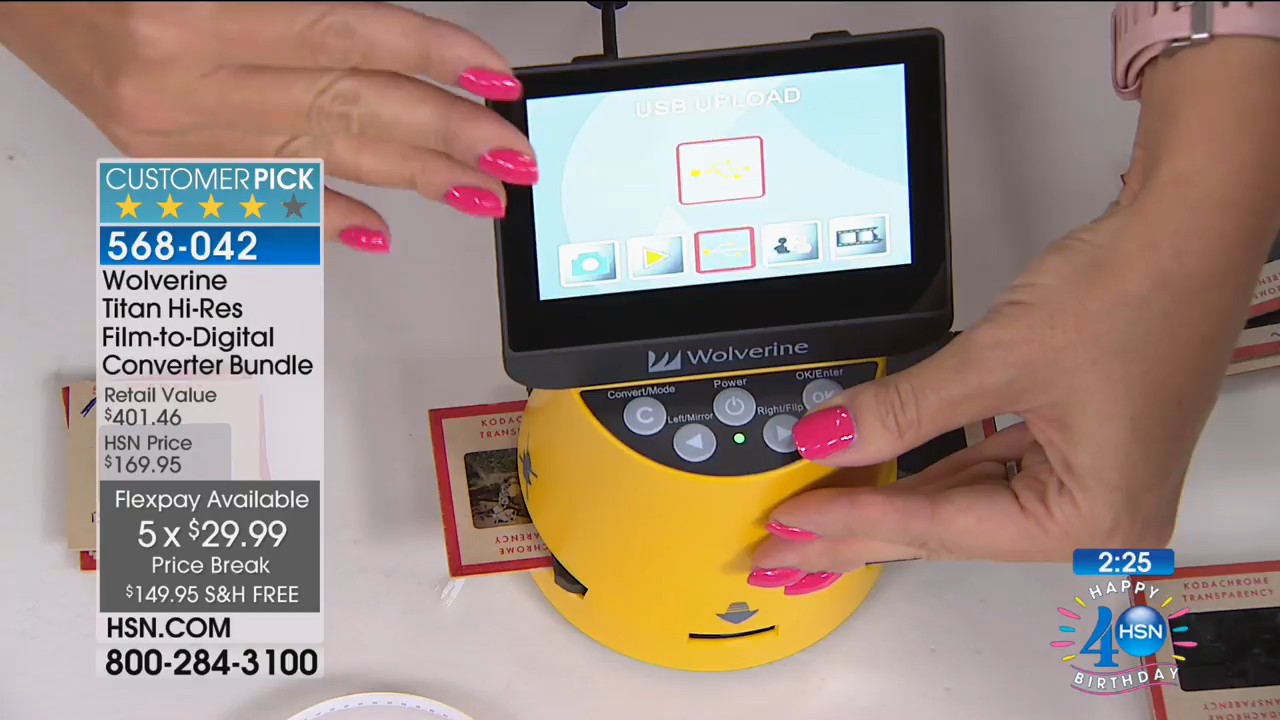 CUSTOMER PICK
568-042
Wolverine
Titan Hi-Res
Film-to-Digital
Converter Bundle
Retail Value
$401.46
HSN Price
$169.95
Flexpay Available
5 x $29.99
Price Break
$149.95 S&H FREE
HSN.COM
800-284-3100
USB UPLOAD
Wolverine
Convert/Mode
Power
OK/Enter
C
OK
Left/Mirror
Right/Flip
KODACHROME
TRANSPARENCY
2:25
HAPPY
40
HSN
BIRTHDAY